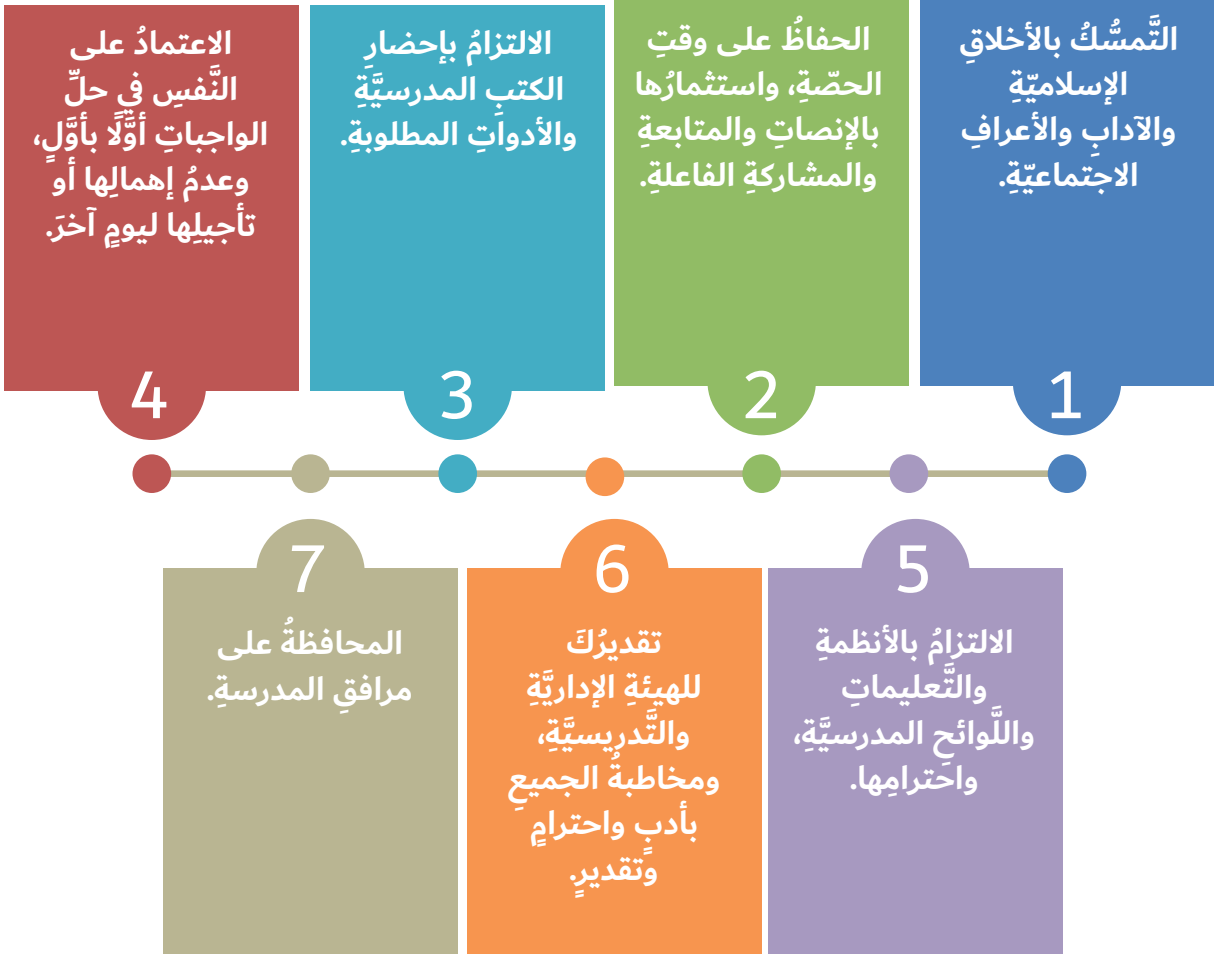 التَّمسُّكُ بالأخلاقِ
الإسلاميّةِ
والآدابِ والأعرافِ
الاجتماعيّةِ.
1
الحفاظُ على وقتِ
الحصّةِ، واستثمارُها
بالإنصاتِ والمتابعةِ
والمشاركةِ الفاعلةِ.
2
الالتزامُ بإحضارِ
الكتبِ المدرسيَّةِ
والأدواتِ المطلوبةِ.
3
الاعتمادُ على
النَّفسِ في حلِّ
الواجباتِ أوَّلًا بأوَّلٍ،
وعدمُ إهمالِها أو
تأجيلِها ليومٍ آخرَ.
4
5
الالتزامُ بالأنظمةِ
والتَّعليماتِ
واللَّوائحِ المدرسيَّةِ،
واحترامِها.
6
تقديرُكَ
للهيئةِ الإداريَّةِ
والتَّدريسيَّةِ،
ومخاطبةُ الجميعِ
بأدبٍ واحترامٍ
وتقديرٍ.
7
المحافظةُ على
مرافقِ المدرسةِ.